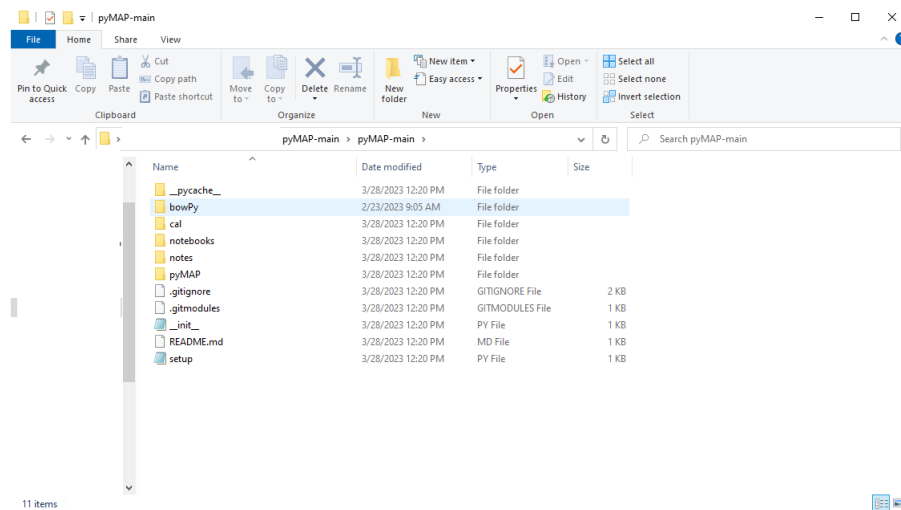 pyMAP-main
File Home Share View
Pin to Quick access
Copy
Paste
Cut
Copy path
Paste shortcut
Clipboard
Move to
Copy to
Delete
Rename
Organize
New folder
New item
Easy access
New
Properties
Open
Edit
History
Open
Select all
Select none
Invert selection
Select
pyMAP-main > pyMAP-main >
Search pyMAP-main
Name Date modified Type Size
__pycache__ 3/28/2023 12:20 PM File folder
bowPy 2/23/2023 9:05 AM File folder
cal 3/28/2023 12:20 PM File folder
notebooks 3/28/2023 12:20 PM File folder
notes 3/28/2023 12:20 PM File folder
pyMAP 3/28/2023 12:20 PM File folder
.gitignore 3/28/2023 12:20 PM GITIGNORE File 2 KB
.gitmodules 3/28/2023 12:20 PM GITMODULES File 1 KB
__init__ 3/28/2023 12:20 PM PY File 1 KB
README.md 3/28/2023 12:20 PM MD File 1 KB
setup 3/28/2023 12:20 PM PY File 1 KB
11 items